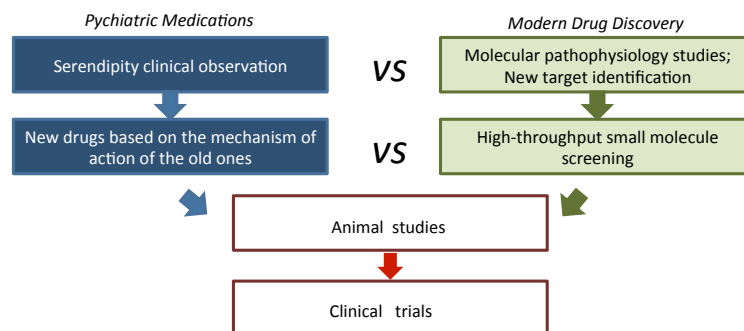 Pychiatric Medications
Modern Drug Discovery
Serendipity clinical observation
vs
Molecular pathophysiology studies;
New target identification
New drugs based on the mechanism of
action of the old ones
vs
High-throughput small molecule
screening
Animal studies
Clinical trials